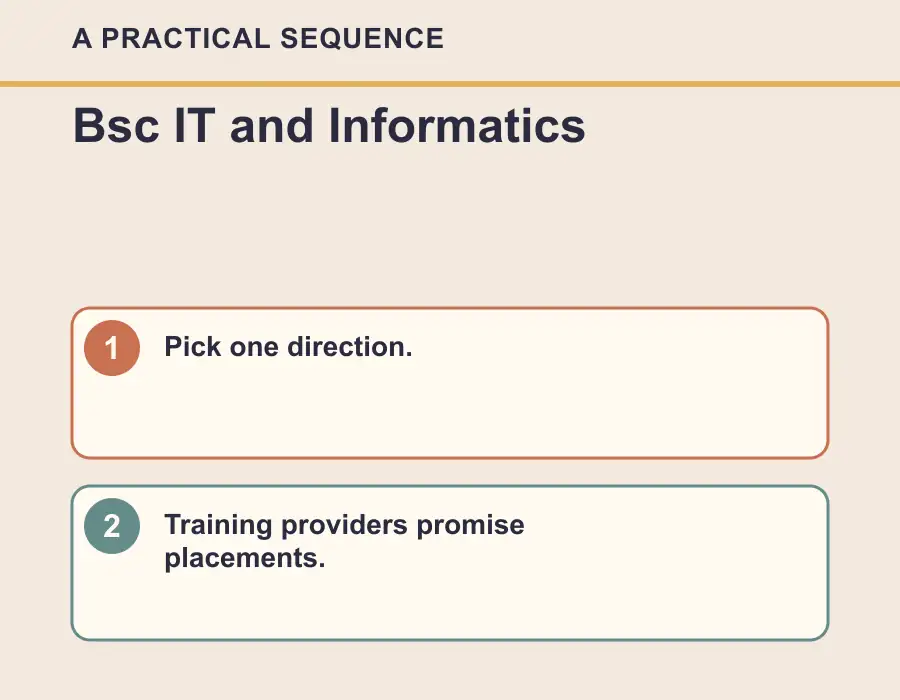 A PRACTICAL SEQUENCE
Bsc IT and Informatics
1
Pick one direction.
2
Training providers promise
placements.